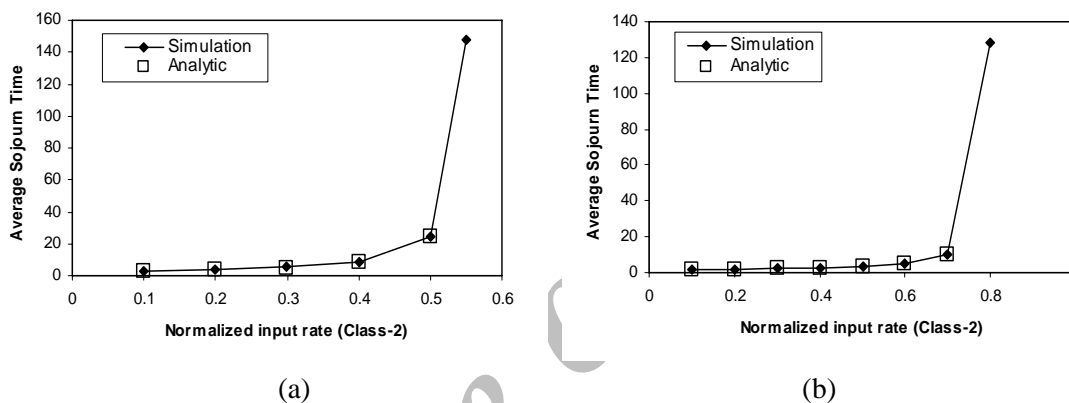 160
140
120
100
80
60
40
20
0
Average Sojourn Time
Simulation
Analytic
0 0.1 0.2 0.3 0.4 0.5 0.6
Normalized input rate (Class-2)
(a)
140
120
100
80
60
40
20
0
Average Sojourn Time
Simulation
Analytic
0 0.2 0.4 0.6 0.8
Normalized input rate (Class-2)
(b)